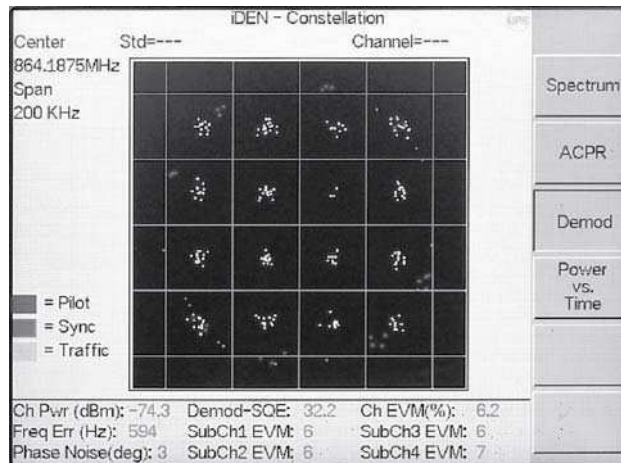 iDEN - Constellation
GPS
Center Std=--- Channel=---
864.1875MHz
Span
200 KHz
Spectrum
ACPR
Demod
Power
vs.
Time
= Pilot
= Sync
= Traffic
Ch Pwr (dBm): -74.3 Demod-SQE: 32.2 Ch EVM(%): 6.2
Freq Err (Hz): 594 SubCh1 EVM: 6 SubCh3 EVM: 6
Phase Noise(deg): 3 SubCh2 EVM: 6 SubCh4 EVM: 7